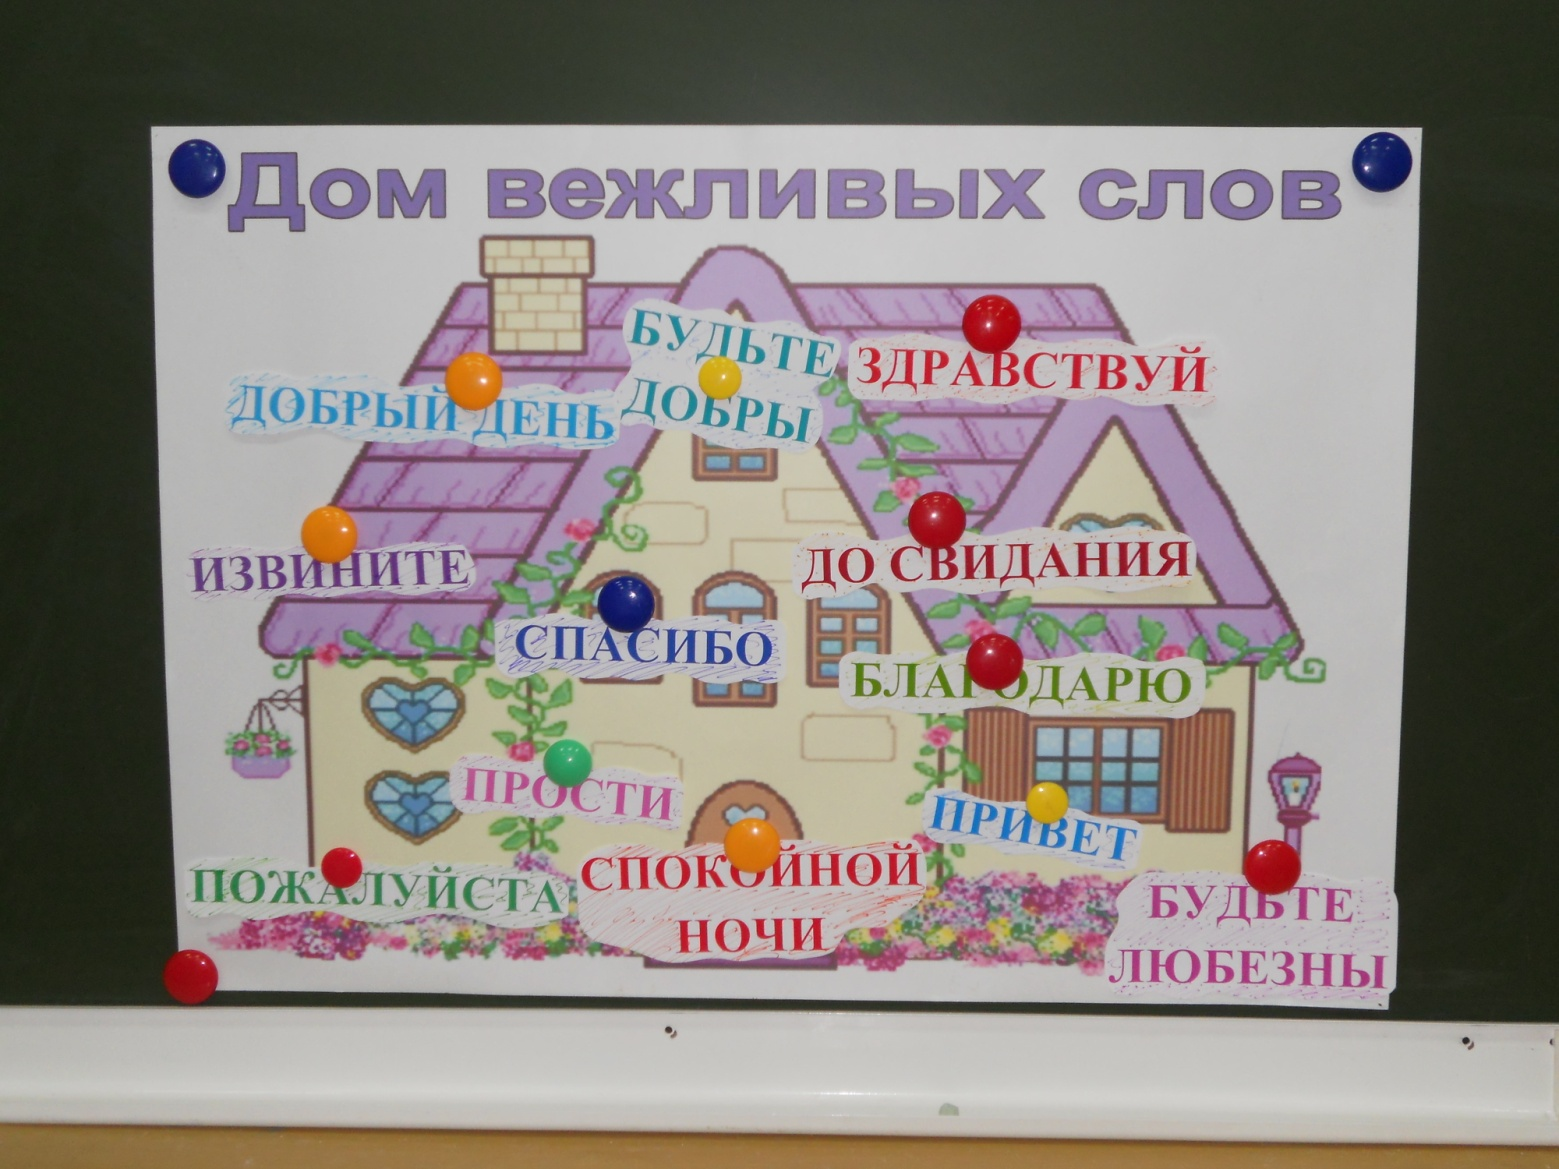 Дом вежливых слов
БУДЬТЕ
ДОБРЫ
ЗДРАВСТВУЙ
ДОБРЫЙ ДЕНЬ
ИЗВИНИТЕ
ДО СВИДАНИЯ
СПАСИБО
БЛАГОДАРЮ
ПРОСТИ
ПРИВЕТ
ПОЖАЛУЙСТА
СПОКОЙНОЙ
НОЧИ
БУДЬТЕ
ЛЮБЕЗНЫ